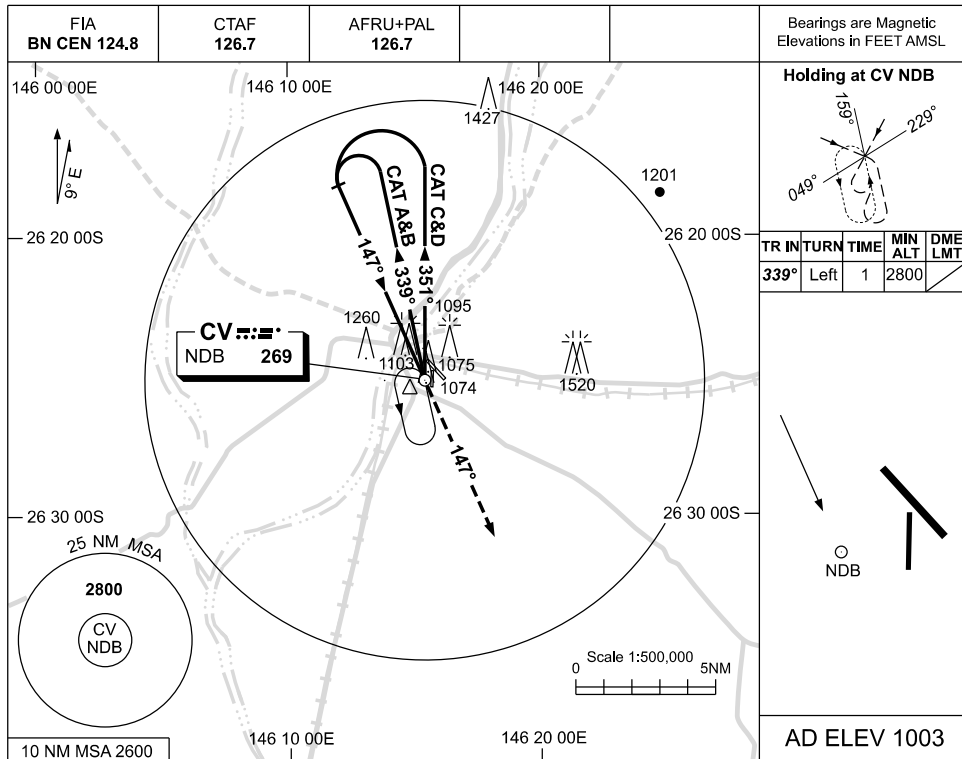 FIA
BN CEN 124.8
CTAF
126.7
AFRU+PAL
126.7
Bearings are Magnetic
Elevations in FEET AMSL
146 00 00E
146 10 00E
146 20 00E
1427
9° E
1201
26 20 00S
26 20 00S
CAT A&B
CAT C&D
147°
339°
351°
1095
1260
1103
1075
1074
1520
CV
NDB 269
147°
26 30 00S
26 30 00S
25 NM MSA
2800
CV
NDB
Scale 1:500,000
0 5NM
10 NM MSA 2600
146 10 00E
146 20 00E
Holding at CV NDB
159°
229°
049°
TR IN TURN TIME MIN ALT DME LMT
339° Left 1 2800
NDB
AD ELEV 1003